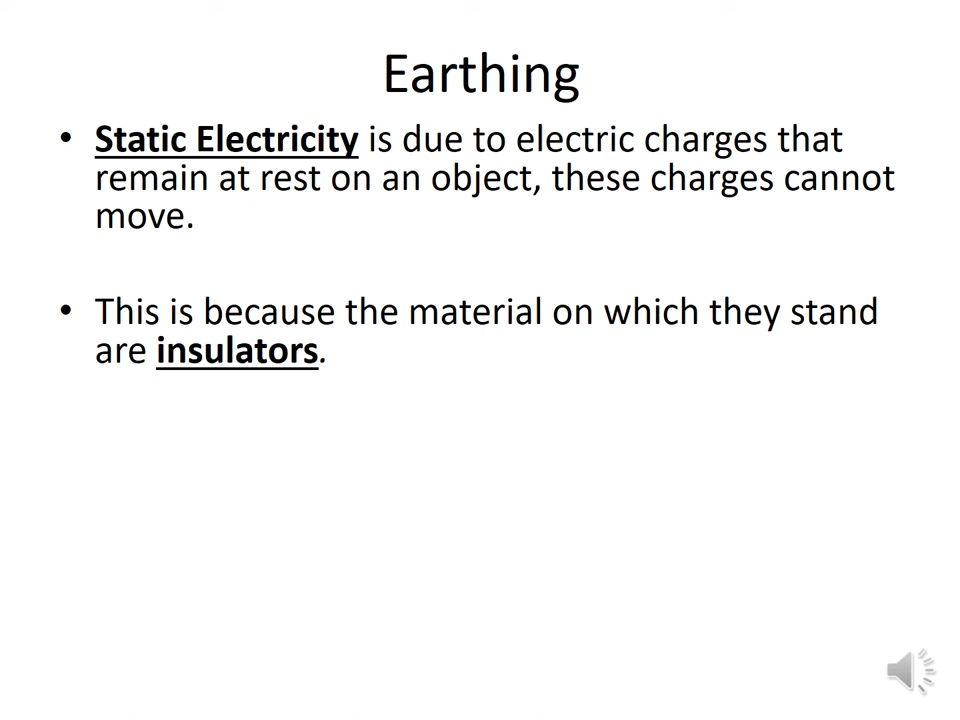 Earthing
• Static Electricity is due to electric charges that
remain at rest on an object, these charges cannot
move.
• This is because the material on which they stand
are insulators.